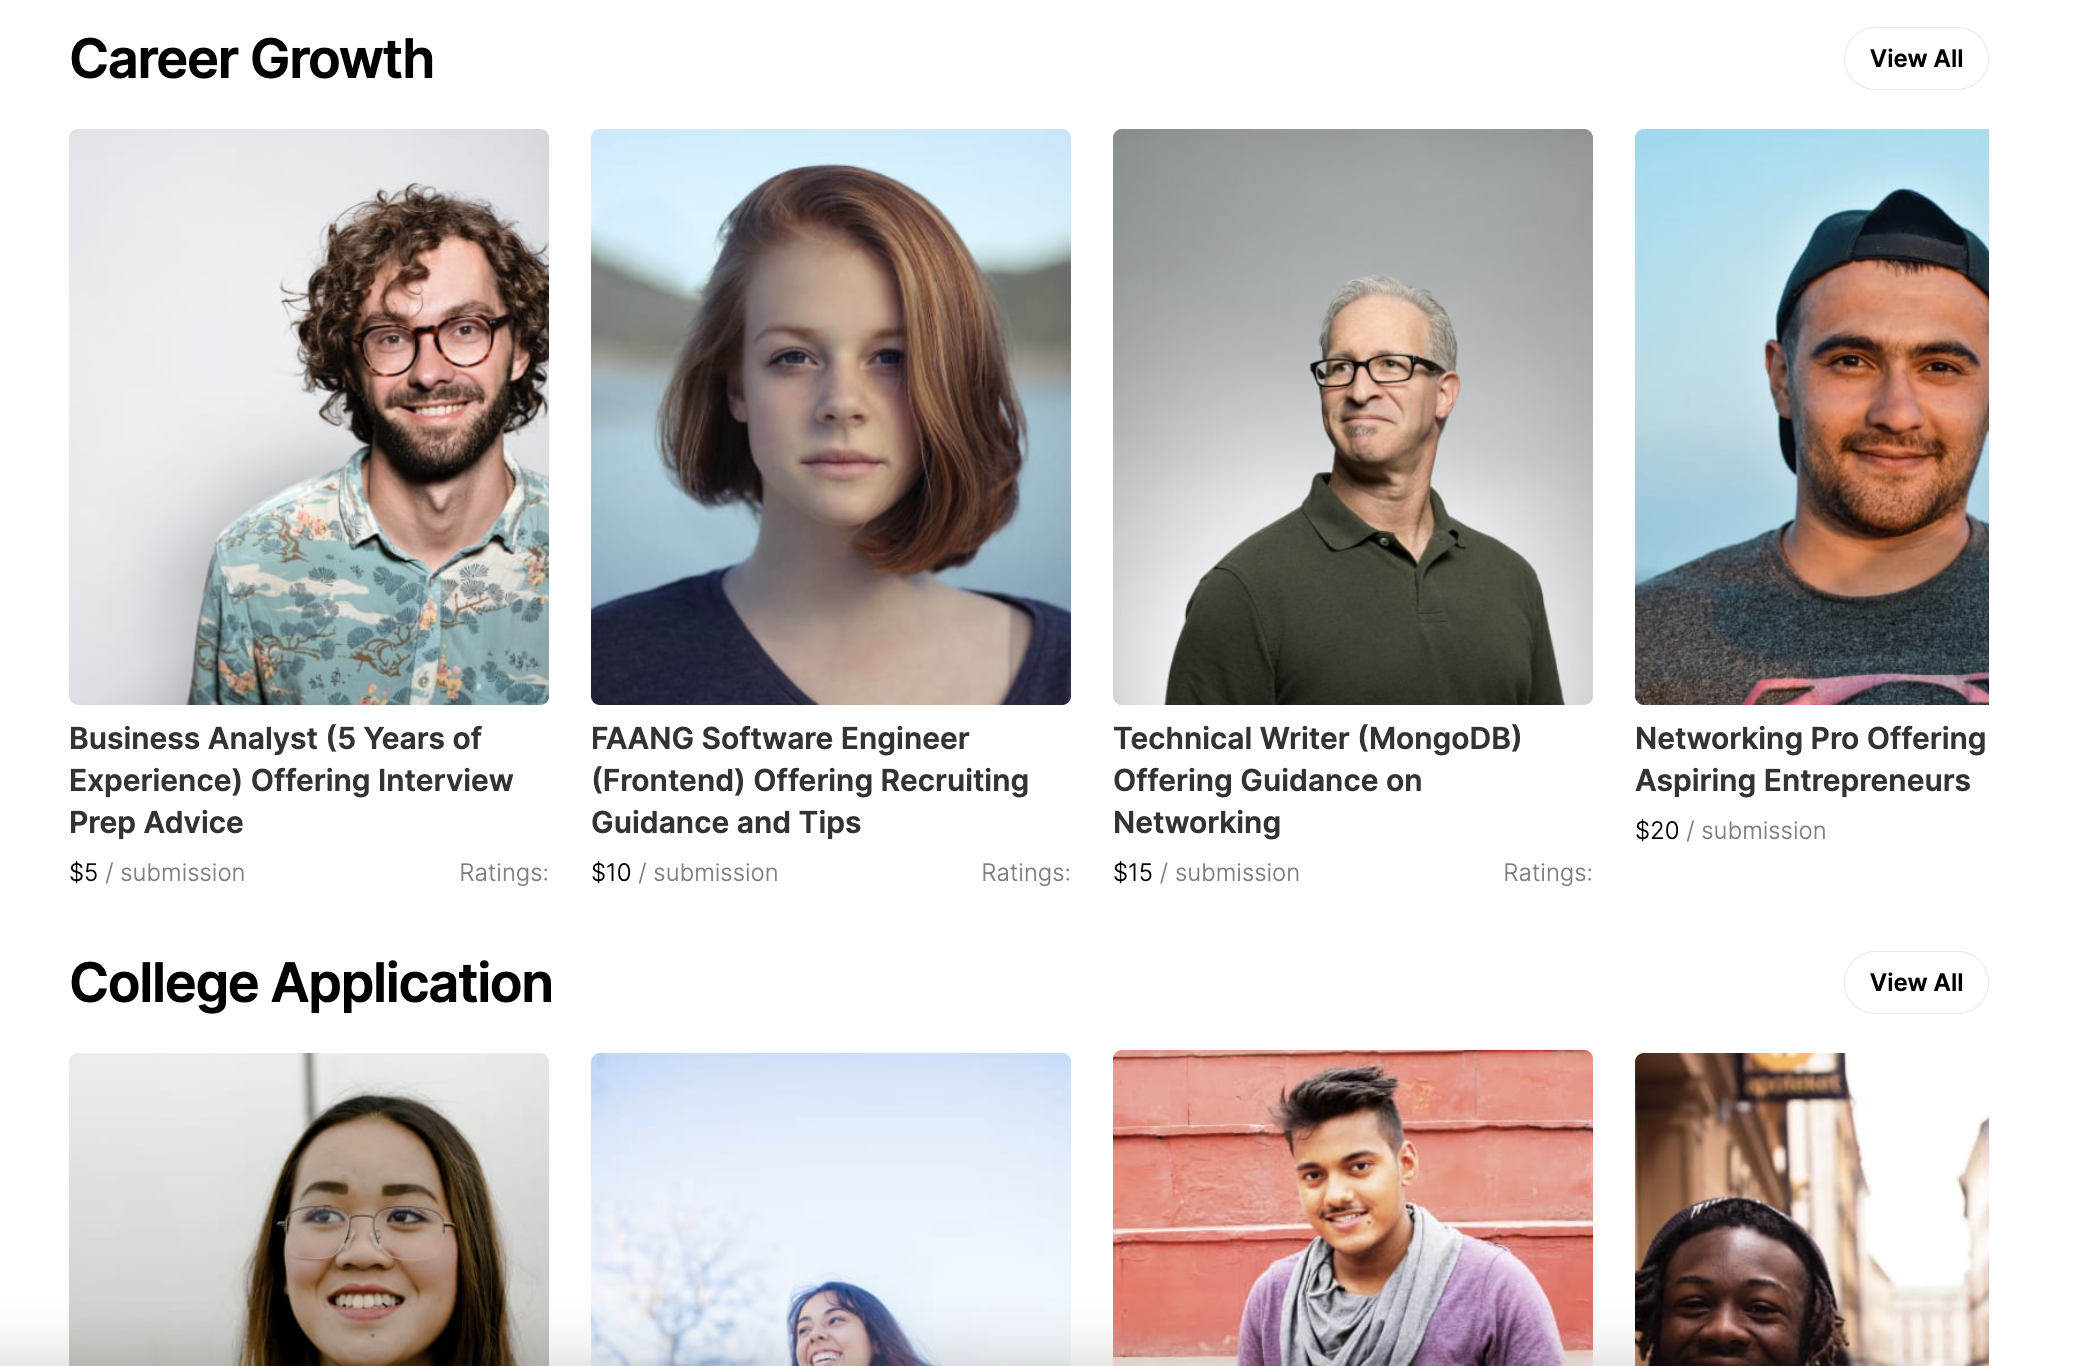 Career Growth
View All
Business Analyst (5 Years of
Experience) Offering Interview
Prep Advice
$5 / submission
Ratings:
FAANG Software Engineer
(Frontend) Offering Recruiting
Guidance and Tips
$10 / submission
Ratings:
Technical Writer (MongoDB)
Offering Guidance on
Networking
$15 / submission
Ratings:
Networking Pro Offering
Aspiring Entrepreneurs
$20 / submission
College Application
View All